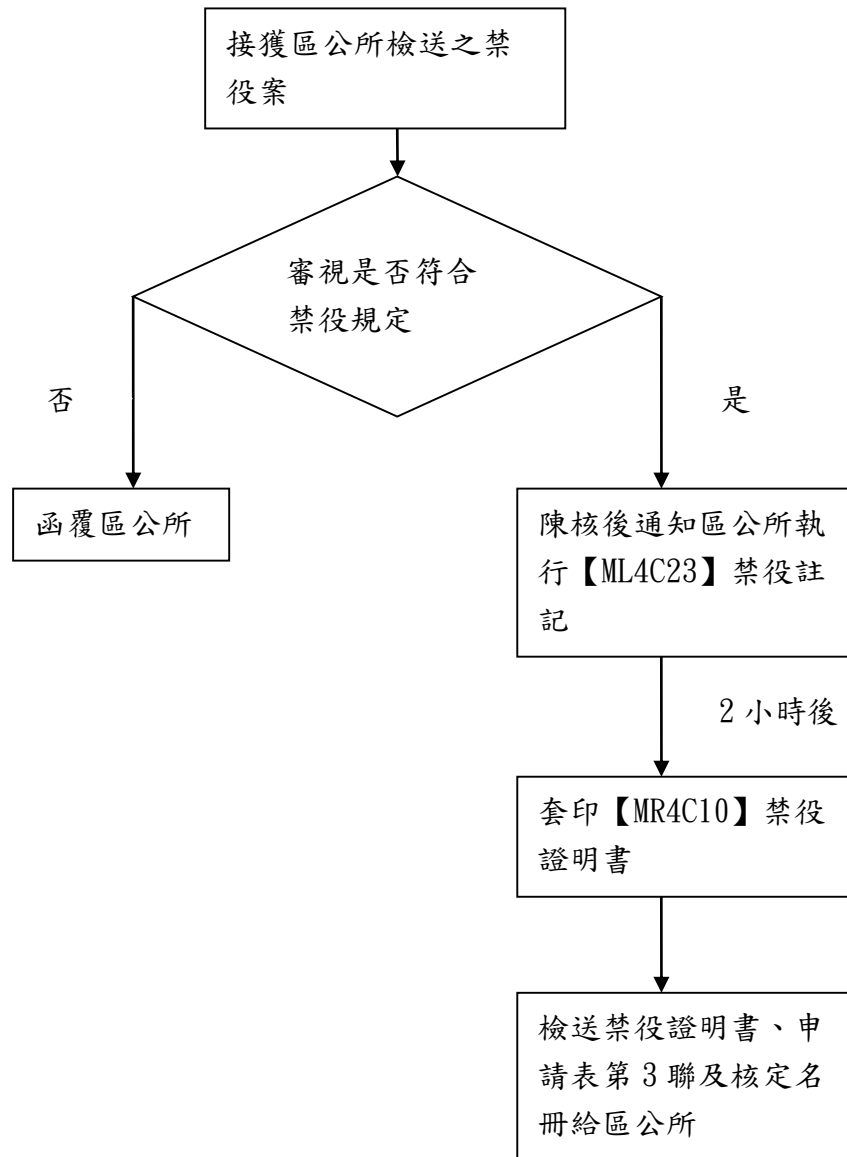 接獲區公所檢送之禁
役案
審視是否符合
禁役規定
否
是
函覆區公所
陳核後通知區公所執
行【ML4C23】禁役註
記
2 小時後
套印【MR4C10】禁役
證明書
檢送禁役證明書、申
請表第 3 聯及核定名
冊給區公所